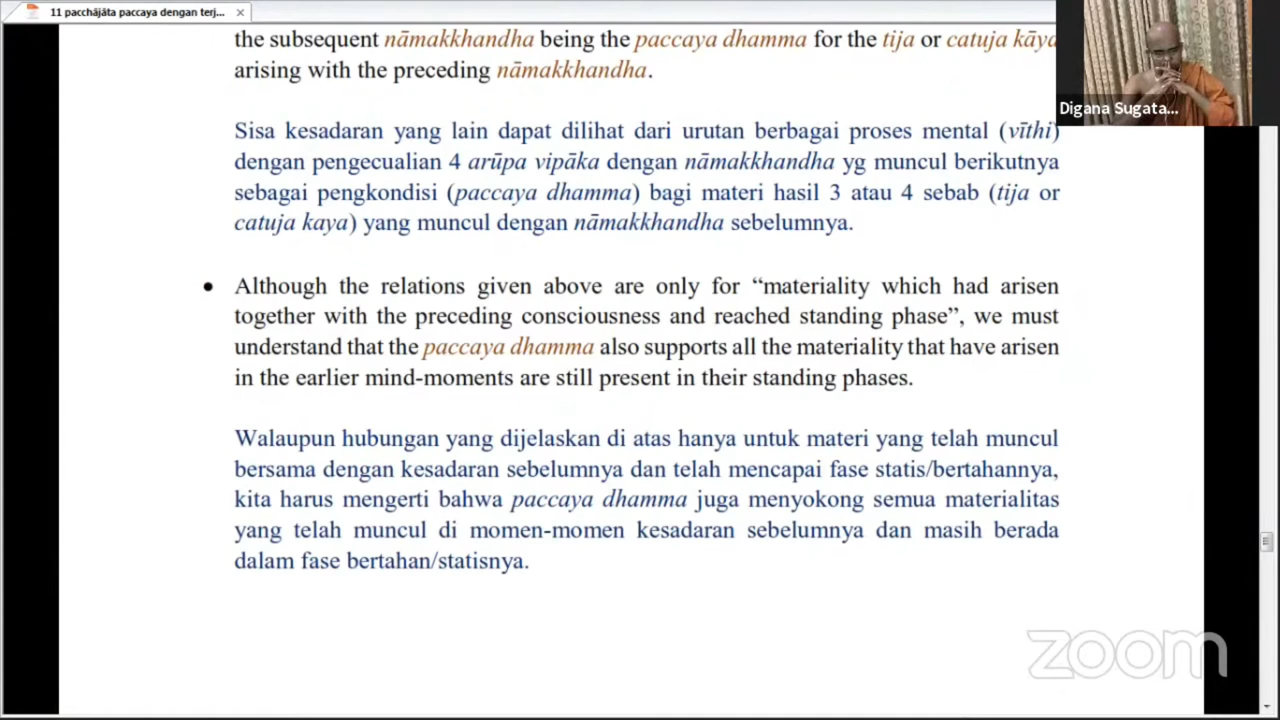 11 pacchājāta paccaya dengan terj...
the subsequent nāmakkhandha being the paccaya dhamma for the tija or catuja kāya
arising with the preceding nāmakkhandha.
Digana Sugata...
Sisa kesadaran yang lain dapat dilihat dari urutan berbagai proses mental (vīthi)
dengan pengecualian 4 arūpa vipāka dengan nāmakkhandha yg muncul berikutnya
sebagai pengkondisi (paccaya dhamma) bagi materi hasil 3 atau 4 sebab (tija or
catuja kaya) yang muncul dengan nāmakkhandha sebelumnya.
• Although the relations given above are only for “materiality which had arisen
together with the preceding consciousness and reached standing phase”, we must
understand that the paccaya dhamma also supports all the materiality that have arisen
in the earlier mind-moments are still present in their standing phases.
Walaupun hubungan yang dijelaskan di atas hanya untuk materi yang telah muncul
bersama dengan kesadaran sebelumnya dan telah mencapai fase statis/bertahannya,
kita harus mengerti bahwa paccaya dhamma juga menyokong semua materialitas
yang telah muncul di momen-momen kesadaran sebelumnya dan masih berada
dalam fase bertahan/statisnya.
zoom